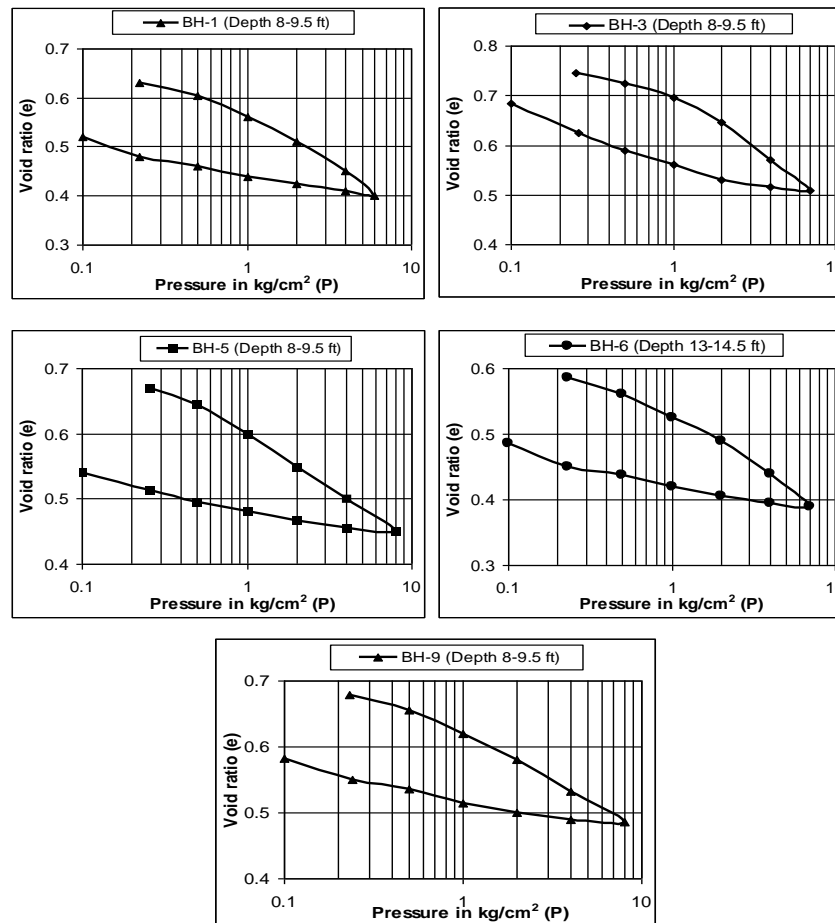 BH-1 (Depth 8-9.5 ft)
0.7
0.6
0.5
0.4
0.3
Void ratio (e)
0.1 1 10
Pressure in kg/cm² (P)
BH-3 (Depth 8-9.5 ft)
0.8
0.7
0.6
0.5
0.4
Void ratio (e)
0.1 1 1
Pressure in kg/cm² (P)
BH-5 (Depth 8-9.5 ft)
0.7
0.6
0.5
0.4
Void ratio (e)
0.1 1 10
Pressure in kg/cm² (P)
BH-6 (Depth 13-14.5 ft)
0.6
0.5
0.4
0.3
Void ratio (e)
0.1 1 1
Pressure in kg/cm² (P)
BH-9 (Depth 8-9.5 ft)
0.7
0.6
0.5
0.4
Void ratio (e)
0.1 1 10
Pressure in kg/cm² (P)